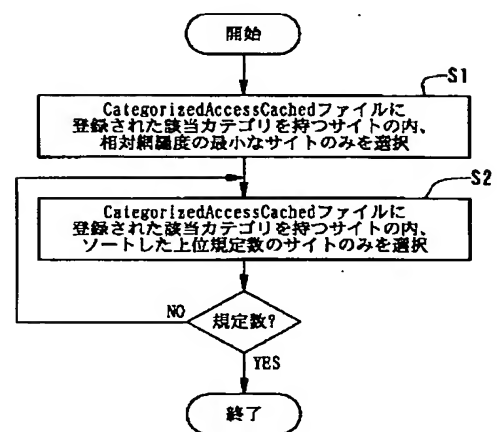 開始
S1
CategorizedAccessCachedファイルに
登録された該当カテゴリを持つサイトの内、
相対網羅度の最小なサイトのみを選択
S2
CategorizedAccessCachedファイルに
登録された該当カテゴリを持つサイトの内、
ソートした上位規定数のサイトのみを選択
NO
規定数?
YES
終了